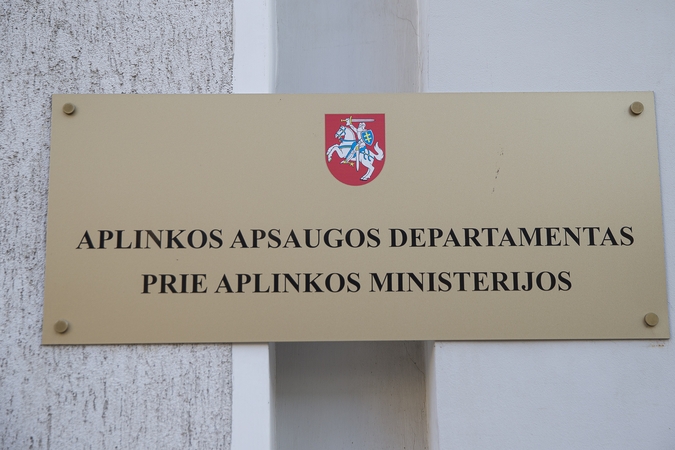 APLINKOS APSAUGOS DEPARTAMENTAS
PRIE APLINKOS MINISTERIJOS